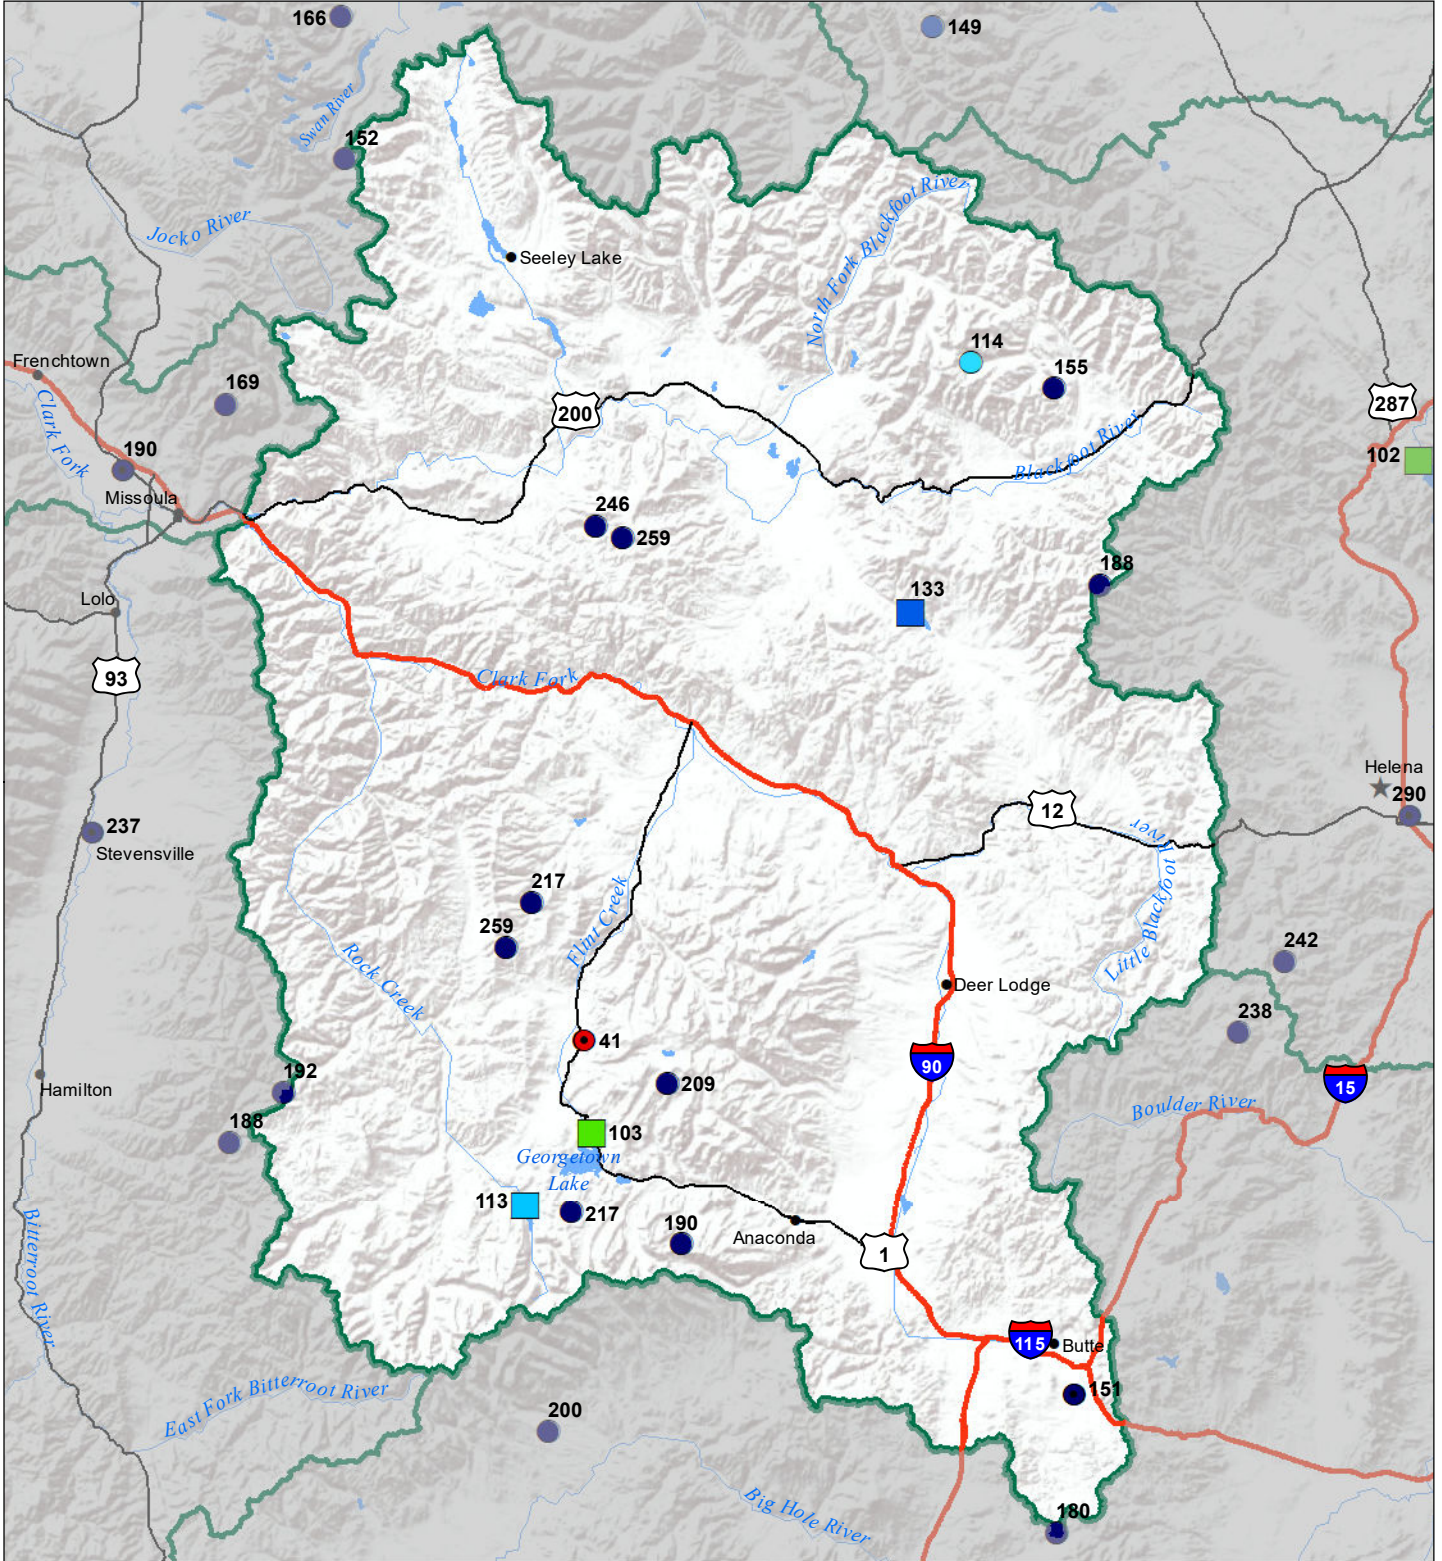 166
149
Swan River
152
Jocko River
North Fork Blackfoot River
Seeley Lake
114
155
Frenchtown
169
200
287
Clark Fork
190
Blackfoot River
102
Missoula
246
259
188
133
Lolo
93
Clark Fork
Helena
290
12
River
237
Stevensville
217
Flint Creek
Little Blackfoot
259
242
Rock Creek
Deer Lodge
238
41
90
192
209
15
Hamilton
Boulder River
188
103
Georgetown
Lake
113
217
190
Anaconda
1
Bitterroot River
115
Butte
151
East Fork Bitterroot River
200
Big Hole River
180